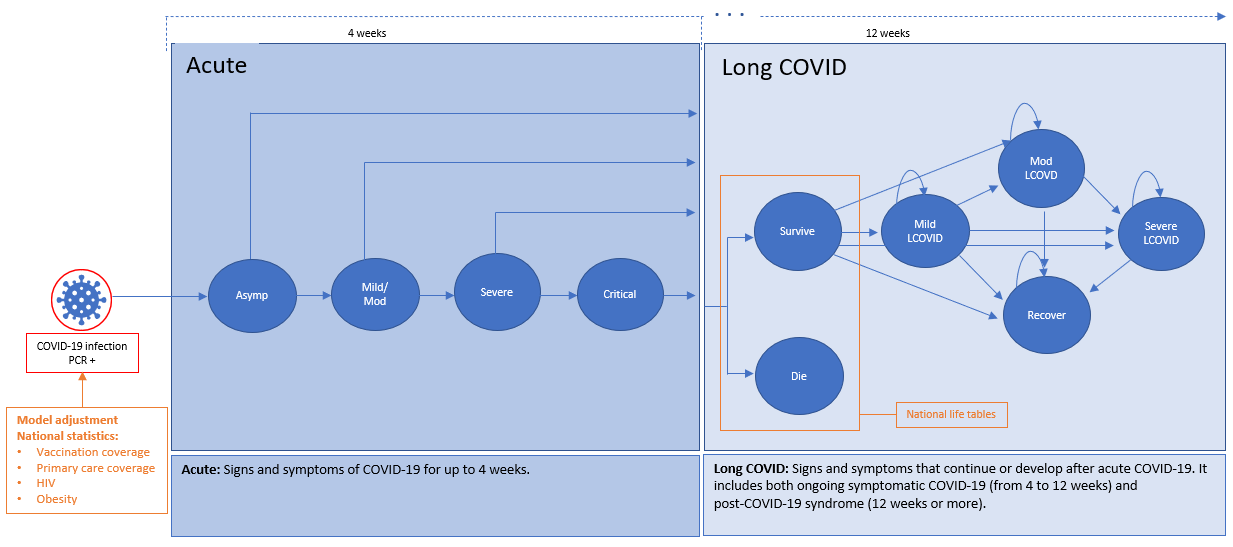 . . .
4 weeks
12 weeks
Acute
Long COVID
Asymp
Mild/
Mod
Severe
Critical
Survive
Die
Mild
LCOVID
Mod
LCOVD
Severe
LCOVID
Recover
National life tables
COVID-19 infection
PCR +
Model adjustment
National statistics:
• Vaccination coverage
• Primary care coverage
• HIV
• Obesity
Acute: Signs and symptoms of COVID-19 for up to 4 weeks.
Long COVID: Signs and symptoms that continue or develop after acute COVID-19. It
includes both ongoing symptomatic COVID-19 (from 4 to 12 weeks) and
post-COVID-19 syndrome (12 weeks or more).